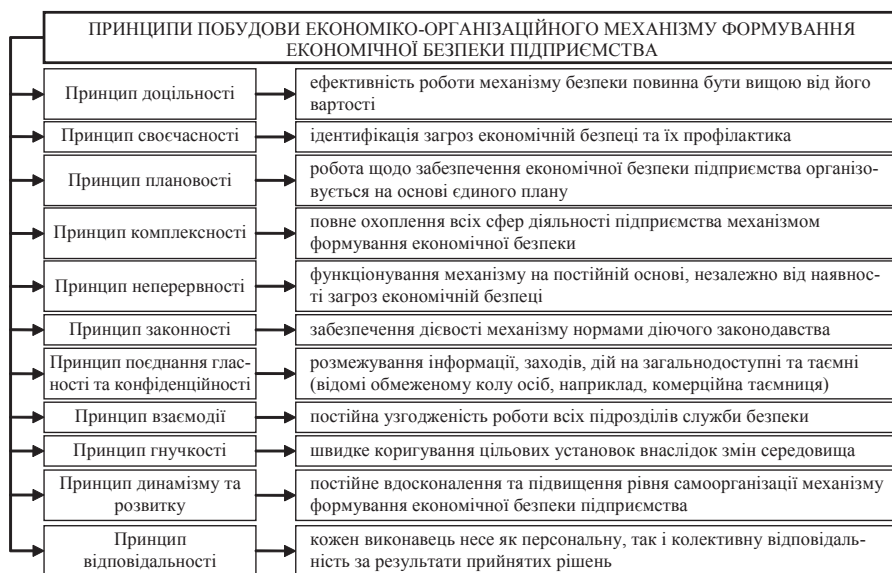 ПРИНЦИПИ ПОБУДОВИ ЕКОНОМІКО-ОРГАНІЗАЦІЙНОГО МЕХАНІЗМУ ФОРМУВАННЯ
ЕКОНОМІЧНОЇ БЕЗПЕКИ ПІДПРИЄМСТВА
Принцип доцільності
ефективність роботи механізму безпеки повинна бути вищою від його
вартості
Принцип своєчасності
ідентифікація загроз економічній безпеці та їх профілактика
Принцип плановості
робота щодо забезпечення економічної безпеки підприємства організо-
вується на основі єдиного плану
Принцип комплексності
повне охоплення всіх сфер діяльності підприємства механізмом
формування економічної безпеки
Принцип неперервності
функціонування механізму на постійній основі, незалежно від наявнос-
ті загроз економічній безпеці
Принцип законності
забезпечення дієвості механізму нормами діючого законодавства
Принцип поєднання глас-
ності та конфіденційності
розмежування інформації, заходів, дій на загальнодоступні та таємні
(відомі обмеженому колу осіб, наприклад, комерційна таємниця)
Принцип взаємодії
постійна узгодженість роботи всіх підрозділів служби безпеки
Принцип гнучкості
швидке коригування цільових установок внаслідок змін середовища
Принцип динамізму та
розвитку
постійне вдосконалення та підвищення рівня самоорганізації механізму
формування економічної безпеки підприємства
Принцип
відповідальності
кожен виконавець несе як персональну, так і колективну відповідаль-
ність за результати прийнятих рішень